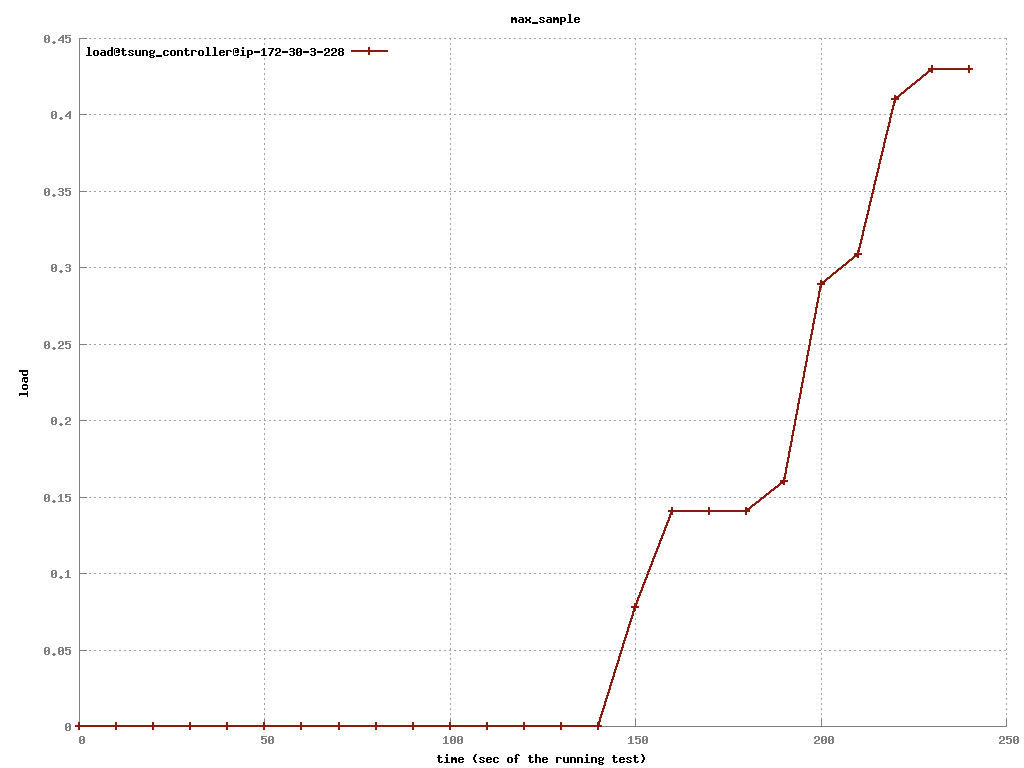 max_sample
load@tsung_controller@ip-172-30-3-228
0.45
0.4
0.35
0.3
0.25
0.2
0.15
0.1
0.05
0
load
0 50 100 150 200 250
time (sec of the running test)